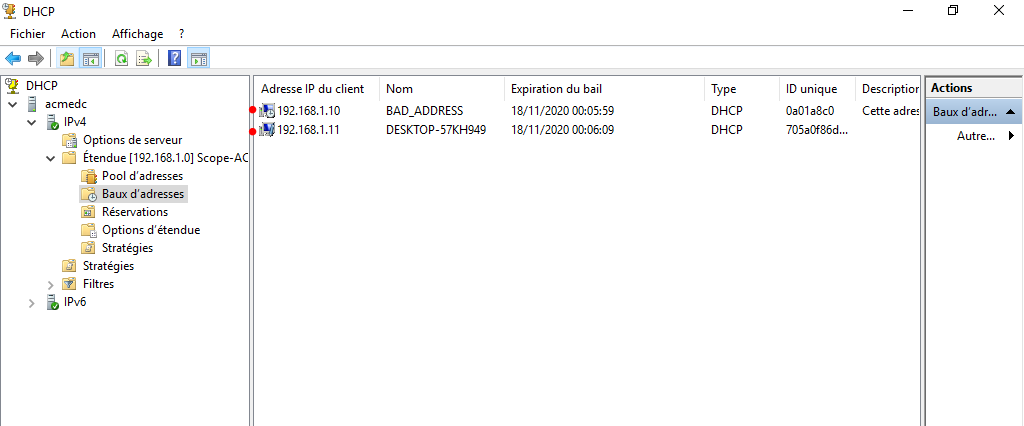 DHCP
Fichier Action Affichage ?
DHCP
acmedc
IPv4
Options de serveur
Étendue [192.168.1.0] Scope-AC
Pool d'adresses
Baux d'adresses
Réservations
Options d'étendue
Stratégies
Stratégies
Filtres
IPv6
Adresse IP du client Nom Expiration du bail Type ID unique Description
192.168.1.10 BAD_ADDRESS 18/11/2020 00:05:59 DHCP 0a01a8c0 Cette adres
192.168.1.11 DESKTOP-57KH949 18/11/2020 00:06:09 DHCP 705a0f86d...
Actions
Baux d'adr...
Autre...